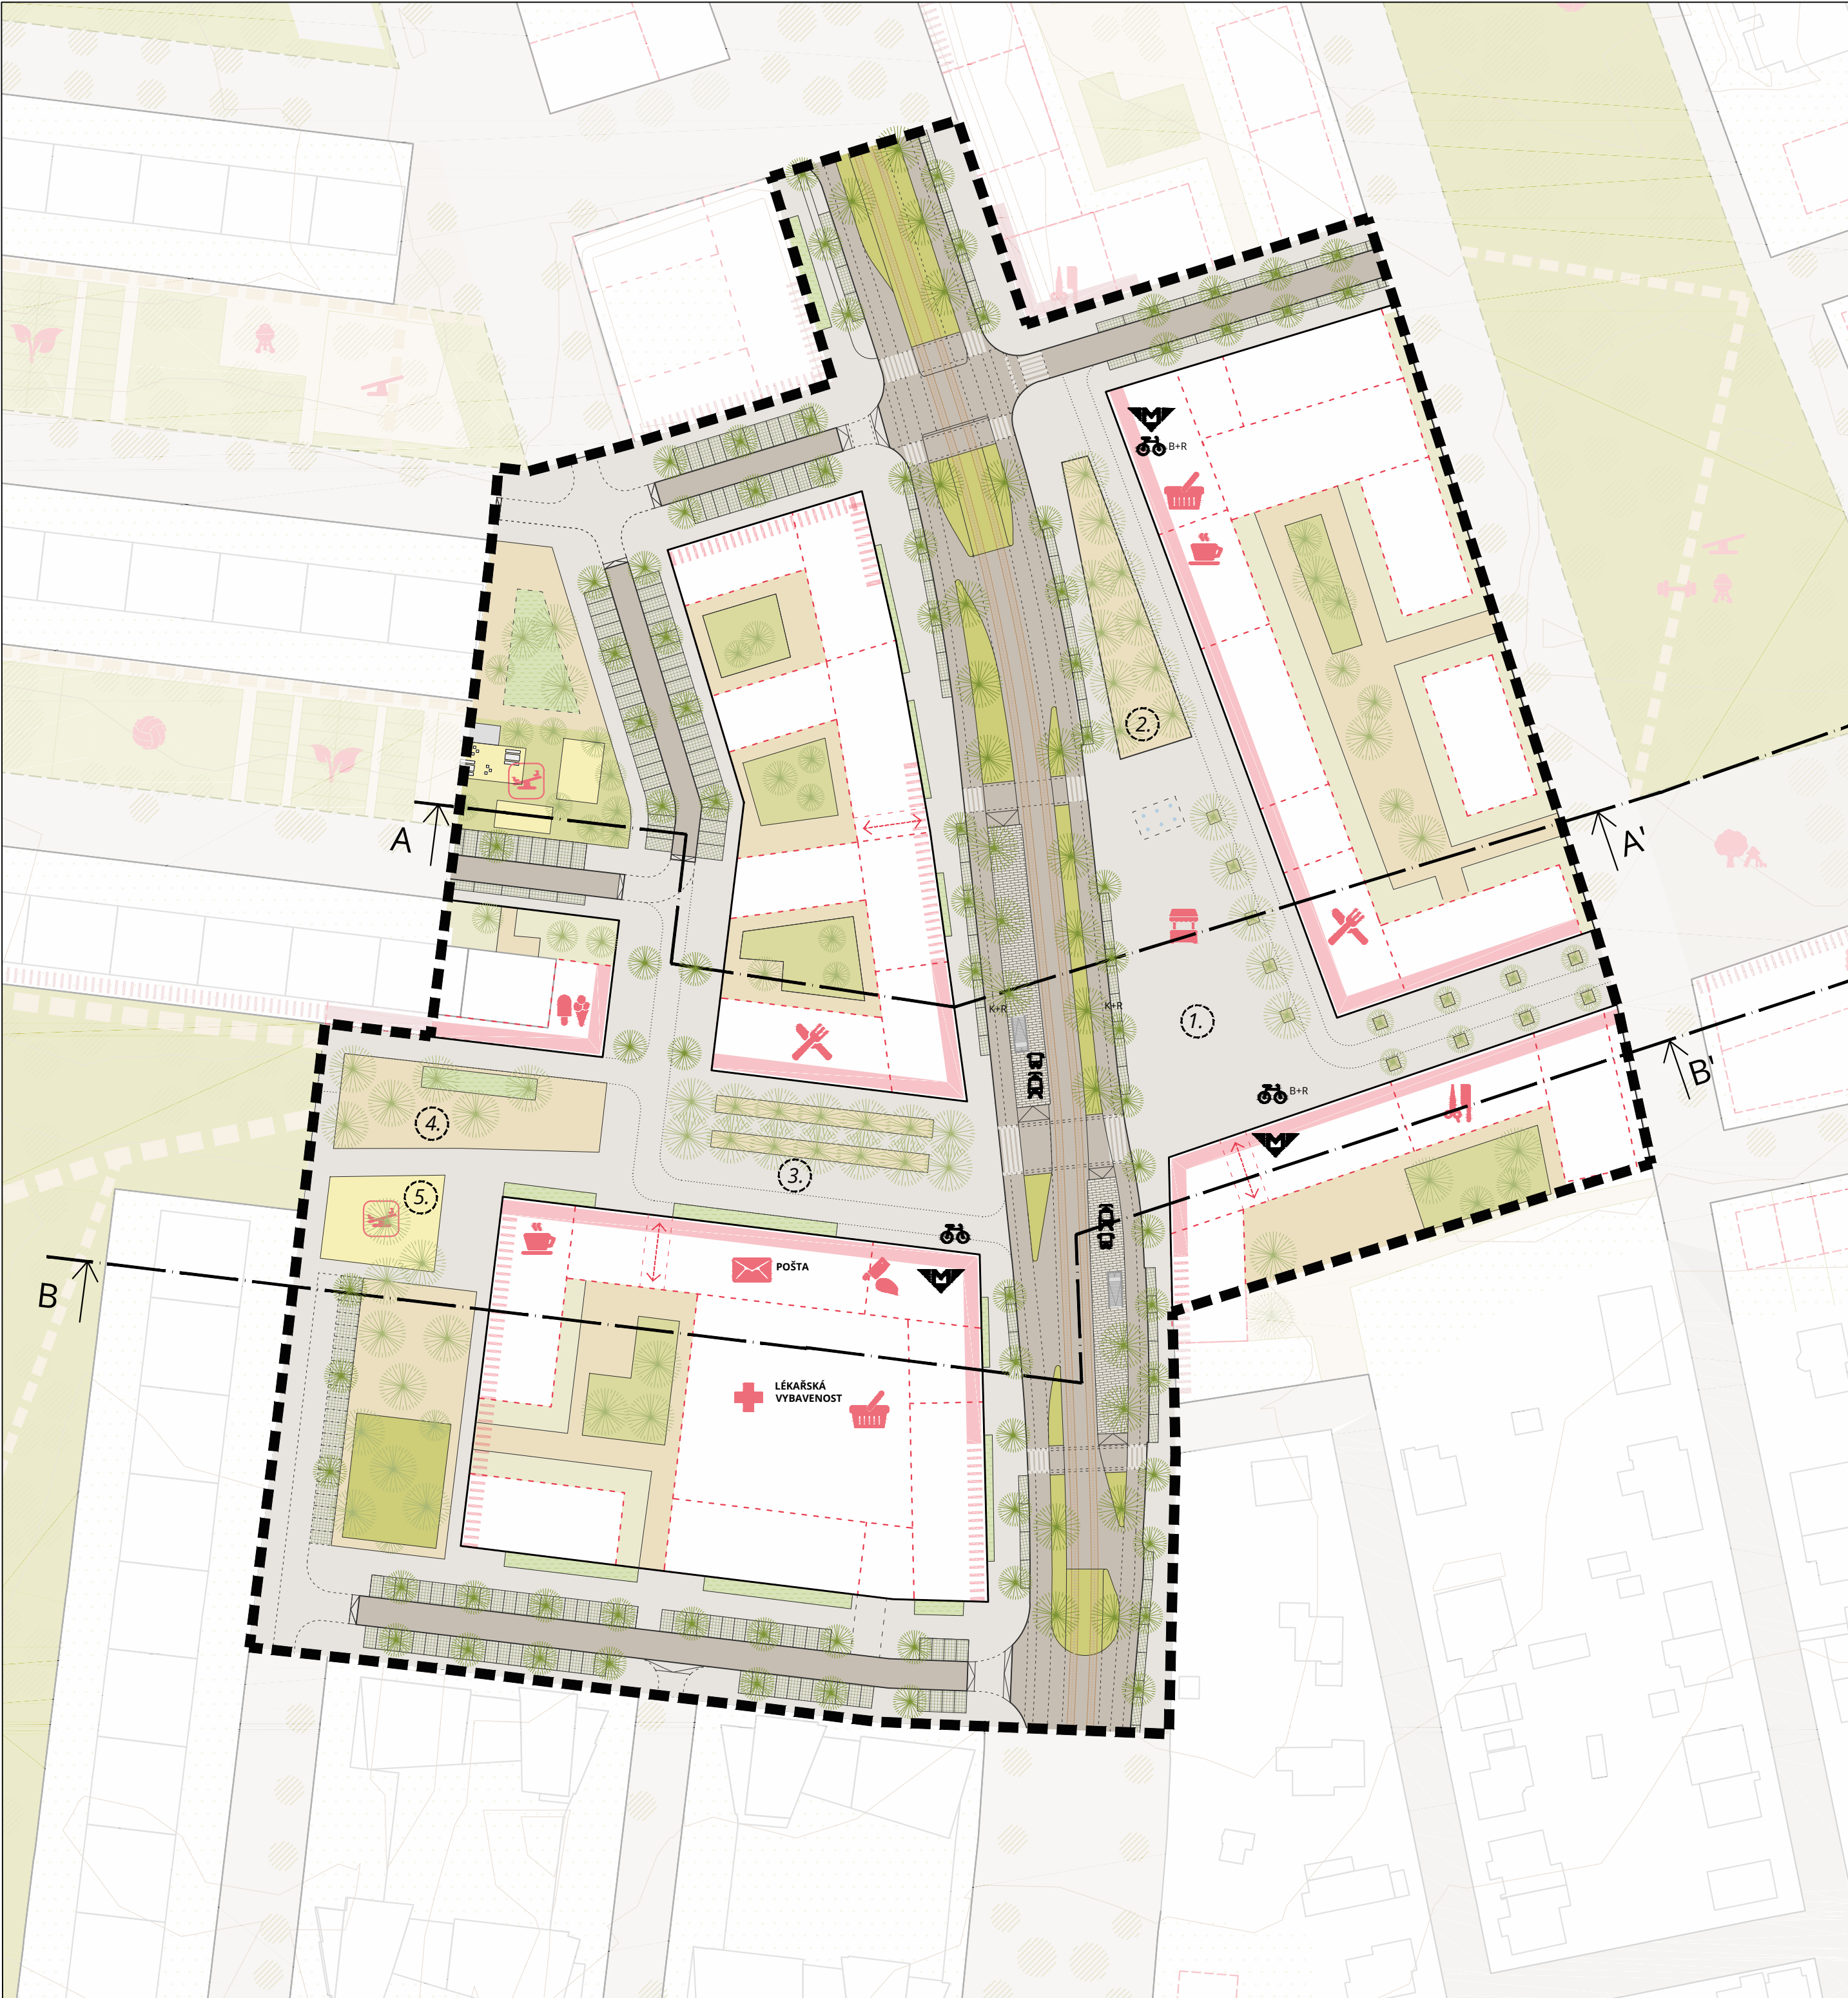 B+R
2.
A
A'
K+R
K+R
1.
B'
B+R
4.
3.
5.
POŠTA
B
LÉKAŘSKÁ
VYBAVENOST